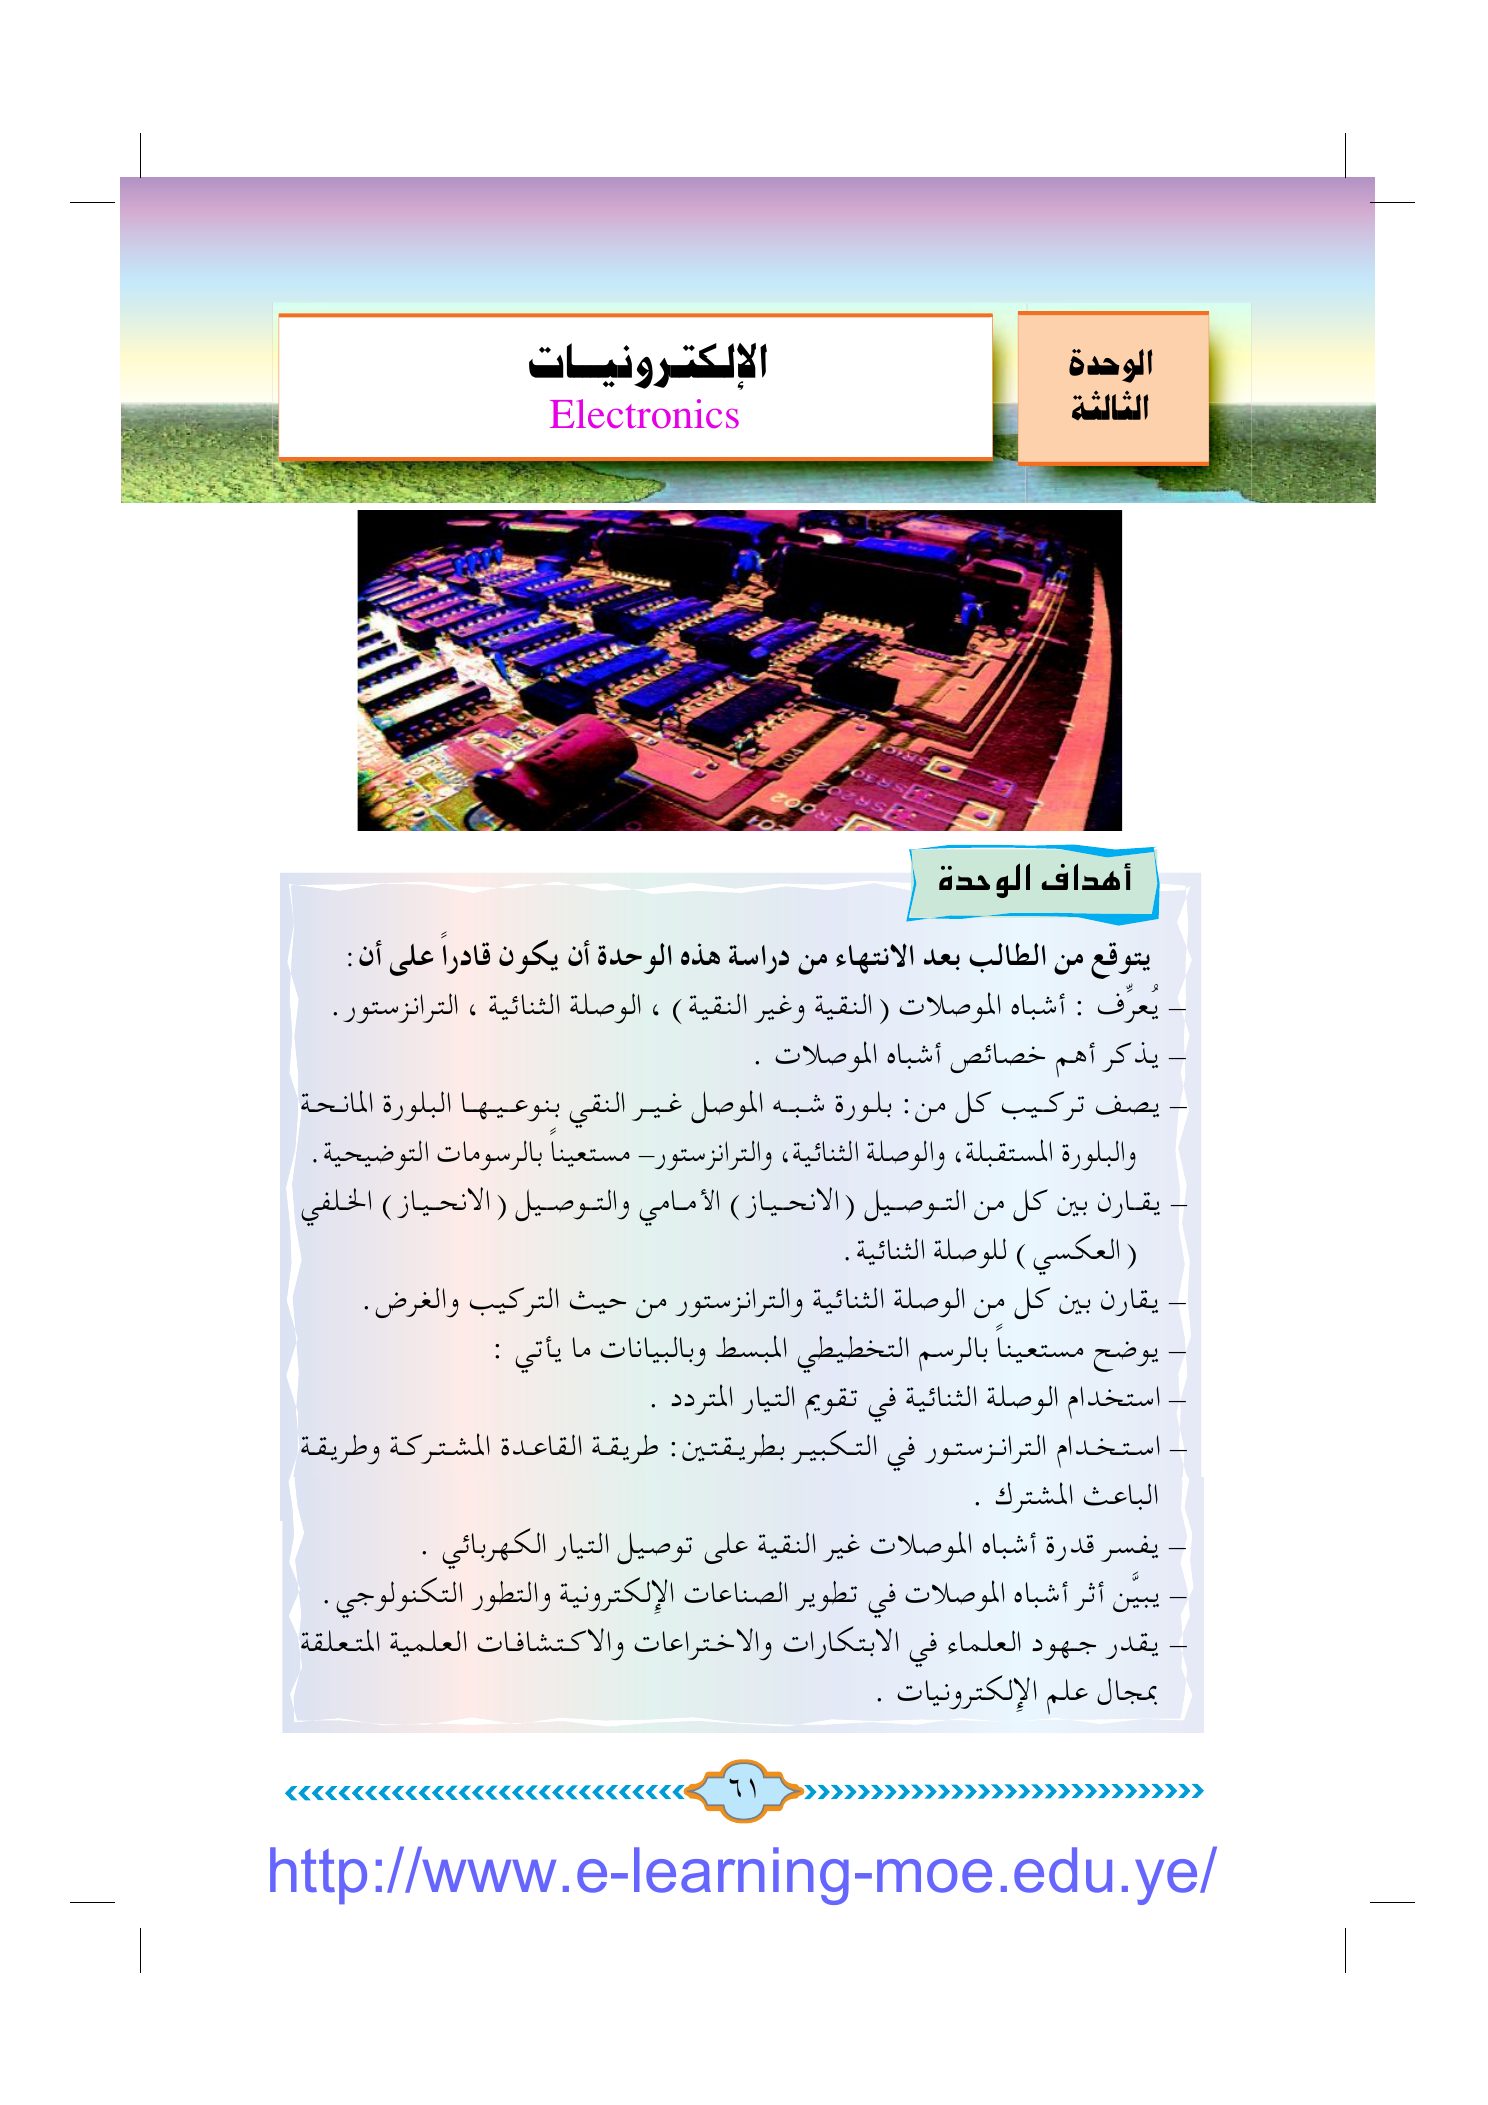 الوحدة
الثالثة
الإلكترونيات
Electronics
أهداف الوحدة
يتوقع من الطالب بعد الانتهاء من دراسة هذه الوحدة أن يكون قادراً على أن:
– يُعرِّف : أشباه الموصلات (النقية وغير النقية) ، الوصلة الثنائية ، الترانزستور.
– يذكر أهم خصائص أشباه الموصلات .
– يصف تركيب كل من: بلورة شبه الموصل غير النقي بنوعيها البلورة المانحة
والبلورة المستقبلة، والوصلة الثنائية، والترانزستور– مستعيناً بالرسومات التوضيحية.
– يقارن بين كل من التوصيل (الانحياز) الأمامي والتوصيل (الانحياز) الخلفي
(العكسي) للوصلة الثنائية.
– يقارن بين كل من الوصلة الثنائية والترانزستور من حيث التركيب والغرض.
– يوضح مستعيناً بالرسم التخطيطي المبسط وبالبيانات ما يأتي :
– استخدام الوصلة الثنائية في تقويم التيار المتردد .
– استخدام الترانزستور في التكبير بطريقتين: طريقة القاعدة المشتركة وطريقة
الباعث المشترك .
– يفسر قدرة أشباه الموصلات غير النقية على توصيل التيار الكهربائي .
– يبيَّن أثر أشباه الموصلات في تطوير الصناعات الإلكترونية والتطور التكنولوجي.
– يقدر جهود العلماء في الابتكارات والاختراعات والاكتشافات العلمية المتعلقة
بمجال علم الإلكترونيات .
٦١
http://www.e-learning-moe.edu.ye/